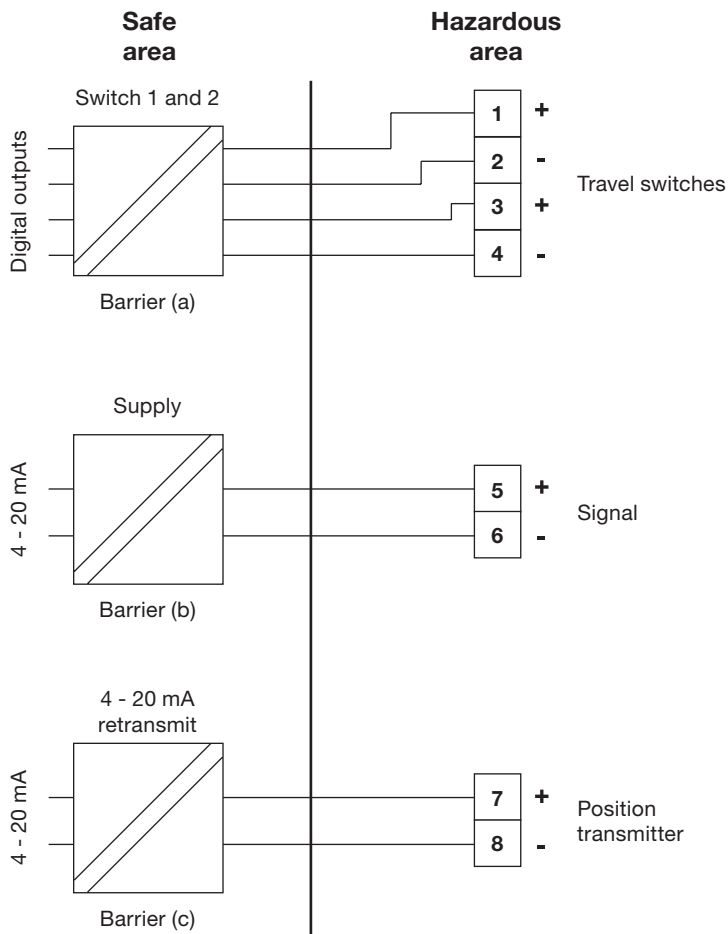 Safe
area
Hazardous
area
Switch 1 and 2
Digital outputs
1 +
2 -
3 +
4 -
Travel switches
Barrier (a)
Supply
4 - 20 mA
5 +
6 -
Signal
Barrier (b)
4 - 20 mA
retransmit
4 - 20 mA
7 +
8 -
Position
transmitter
Barrier (c)